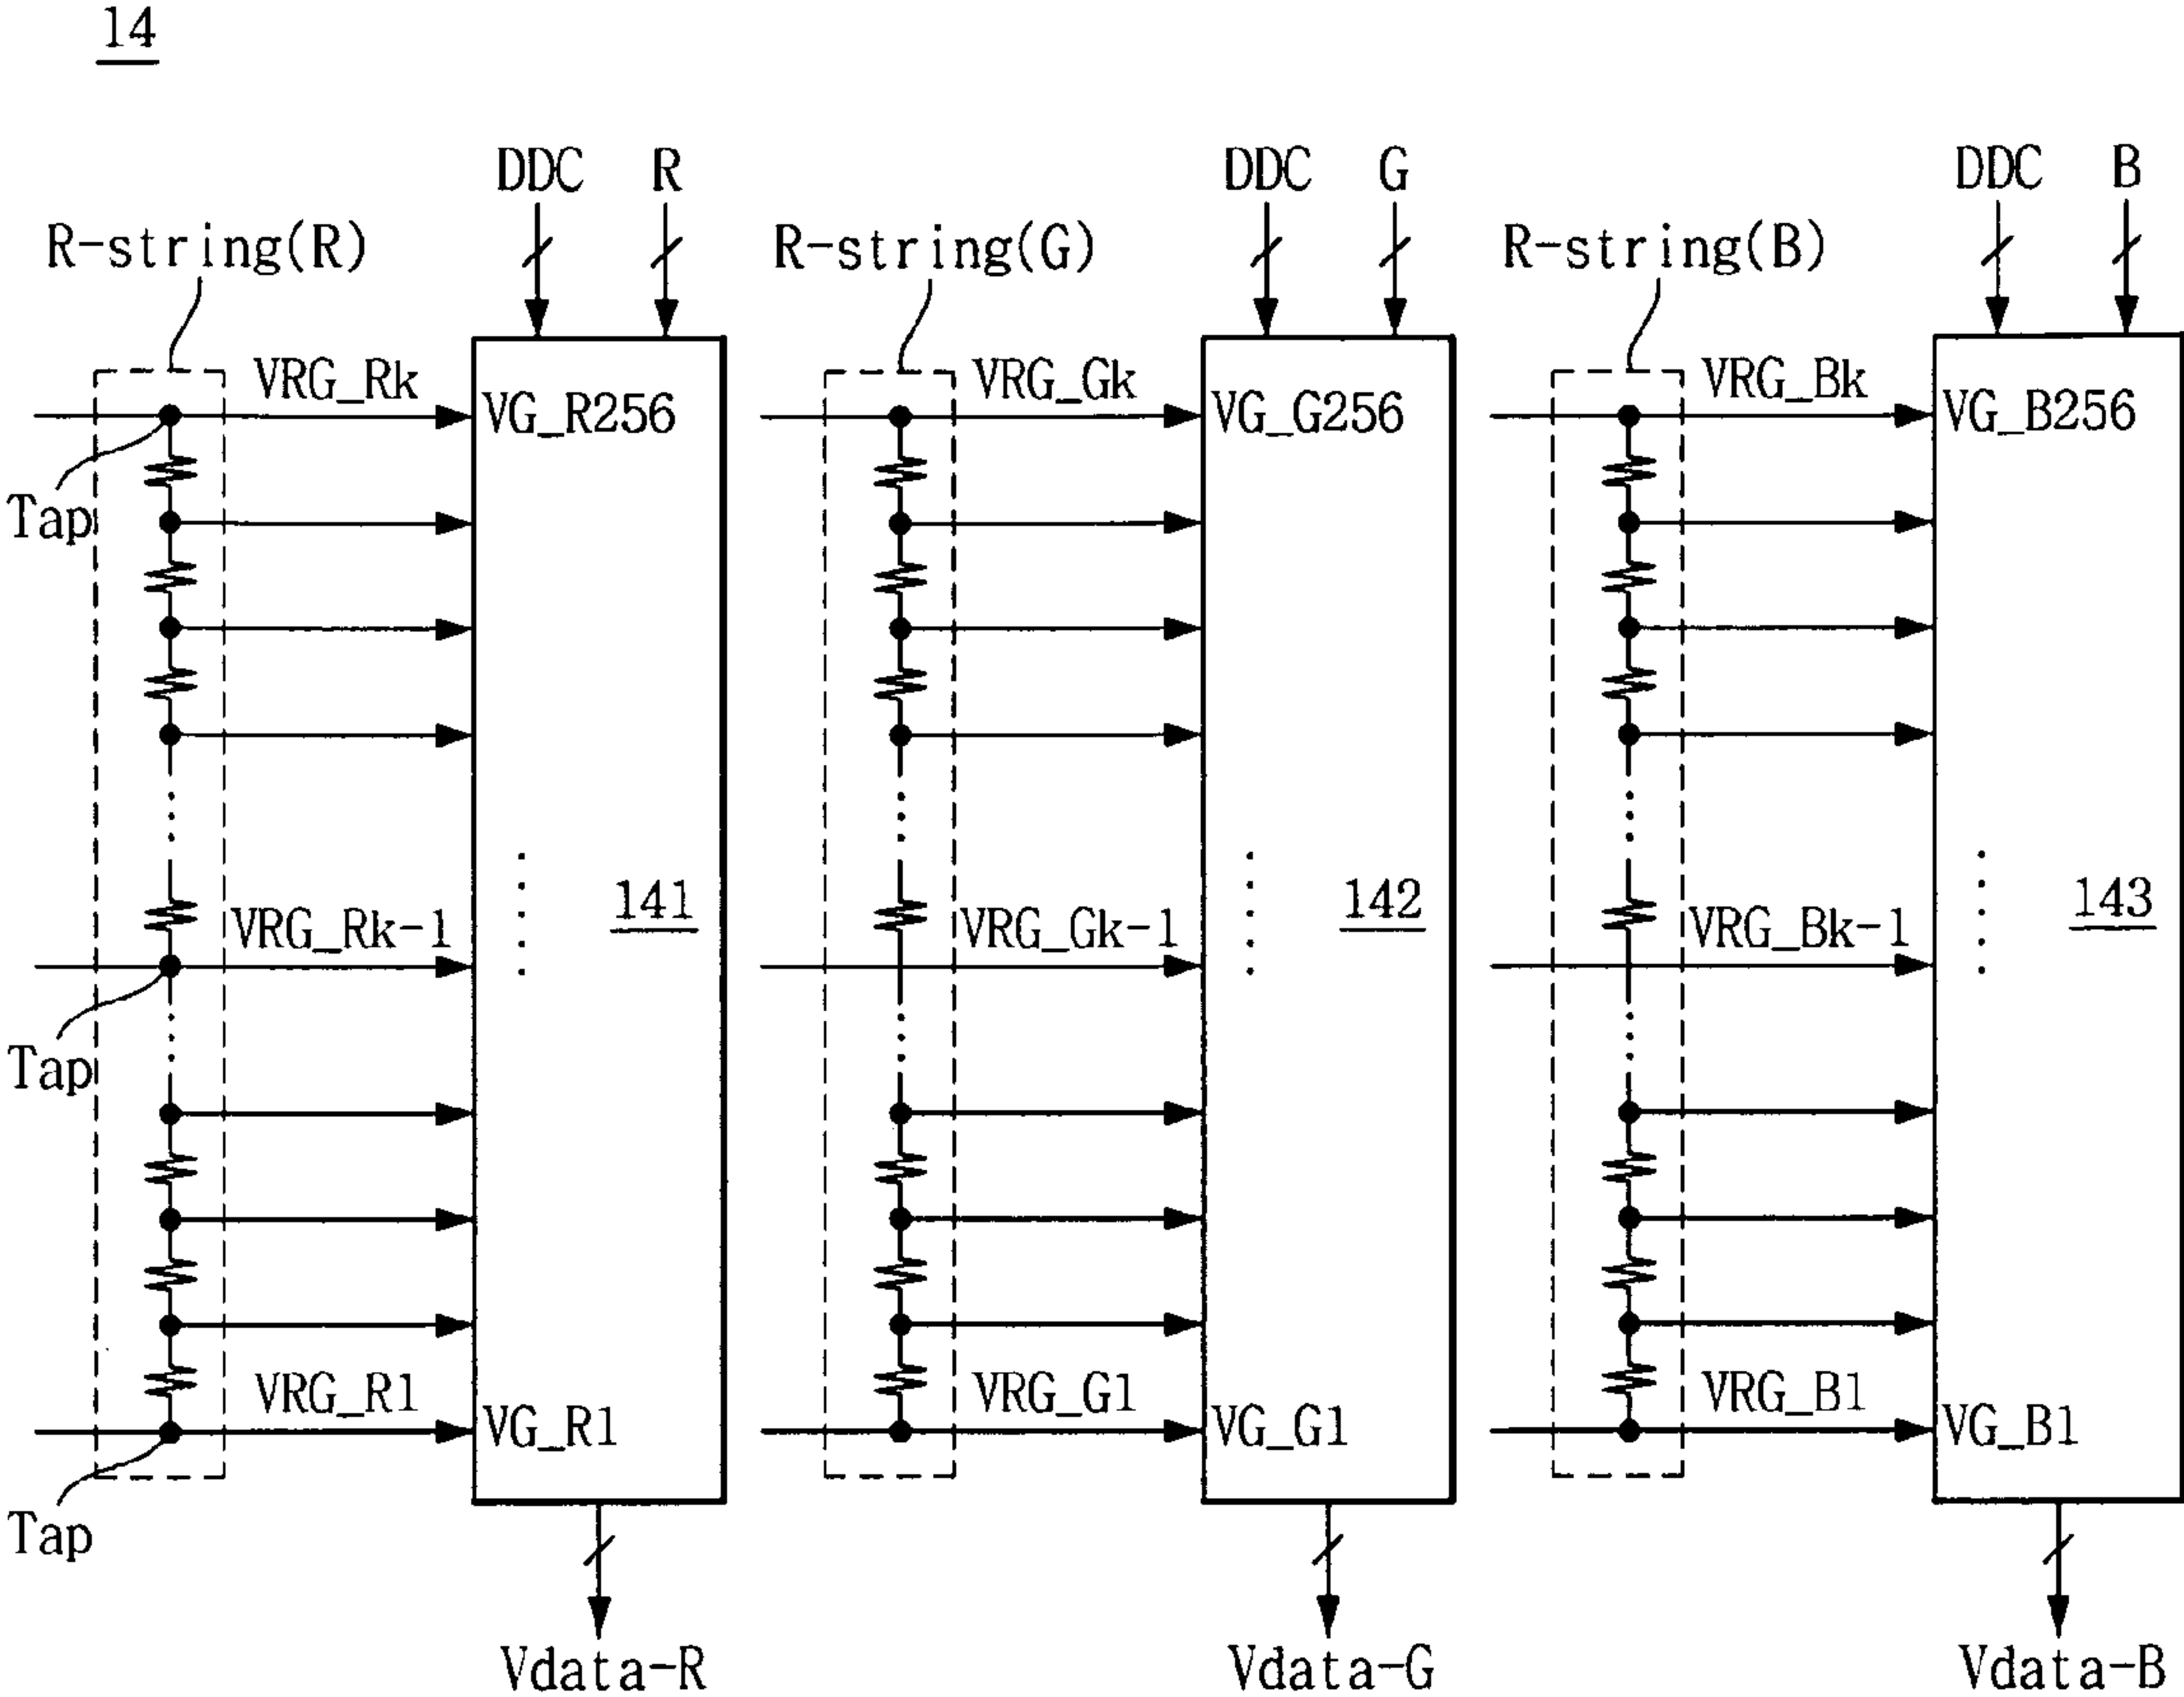 14
DDC R DDC G DDC B
R-string(R) R-string(G) R-string(B)
VRG_Rk VRG_Gk VRG_Bk
VG_R256 VG_G256 VG_B256
Tap
141 142 143
VRG_Rk-1 VRG_Gk-1 VRG_Bk-1
Tap
VRG_R1 VRG_G1 VRG_B1
VG_R1 VG_G1 VG_B1
Tap
Vdata-R Vdata-G Vdata-B